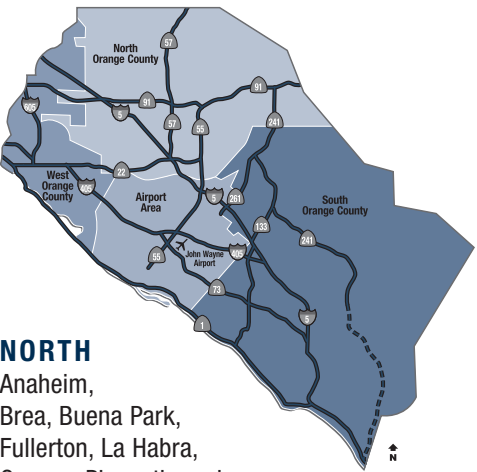 57
North
Orange County
91
91
605
5
57
55
241
22
West
Orange
County
405
Airport
Area
5
261
South
Orange County
133
241
55
John Wayne
Airport
405
73
5
1
N
NORTH
Anaheim,
Brea, Buena Park,
Fullerton, La Habra,